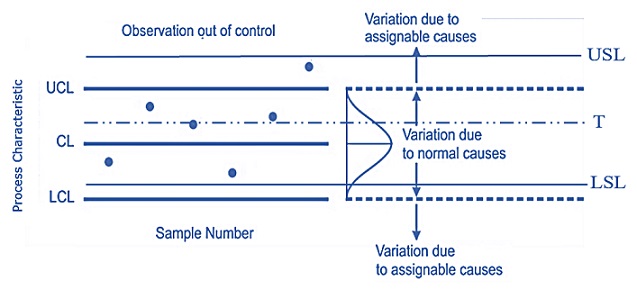 Observation out of control
Variation due to
assignable causes
USL
UCL
T
CL
Variation due
to normal causes
LSL
LCL
Process Characteristic
Sample Number
Variation due
to assignable causes